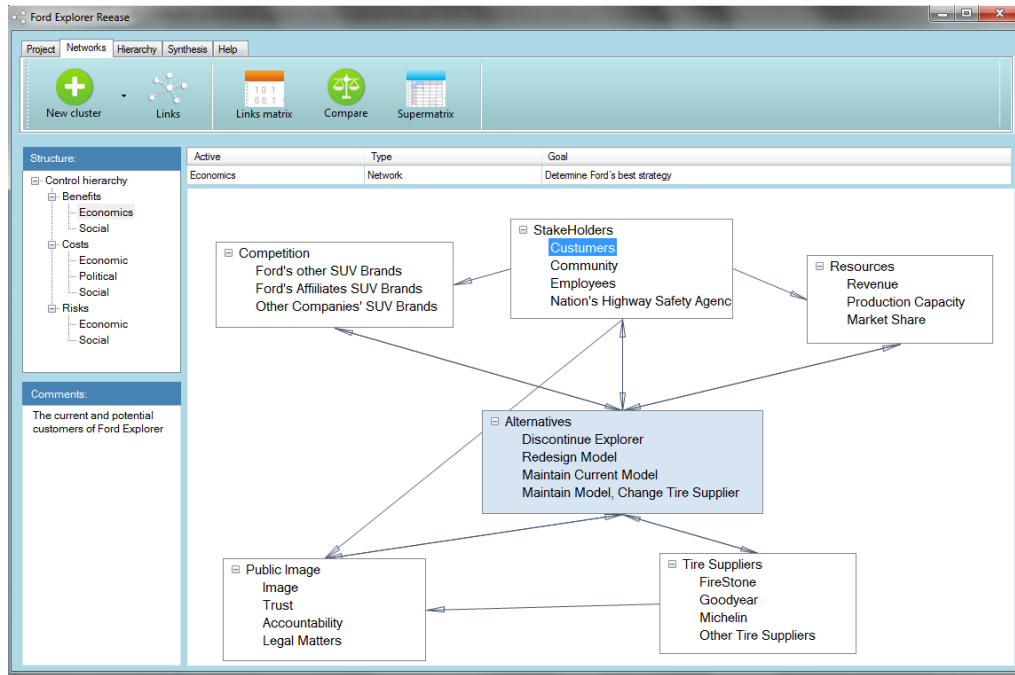 Ford Explorer Reease
Project Networks Hierarchy Synthesis Help
New cluster Links Links matrix Compare Supermatrix
Structure:
Control hierarchy
Benefits
Economics
Social
Costs
Economic
Political
Social
Risks
Economic
Social
Comments:
The current and potential
customers of Ford Explorer
Active Type Goal
Economics Network Determine Ford's best strategy
StakeHolders
Custumers
Community
Employees
Nation's Highway Safety Agenc
Competition
Ford's other SUV Brands
Ford's Affiliates SUV Brands
Other Companies' SUV Brands
Resources
Revenue
Production Capacity
Market Share
Alternatives
Discontinue Explorer
Redesign Model
Maintain Current Model
Maintain Model, Change Tire Supplier
Public Image
Image
Trust
Accountability
Legal Matters
Tire Suppliers
FireStone
Goodyear
Michelin
Other Tire Suppliers